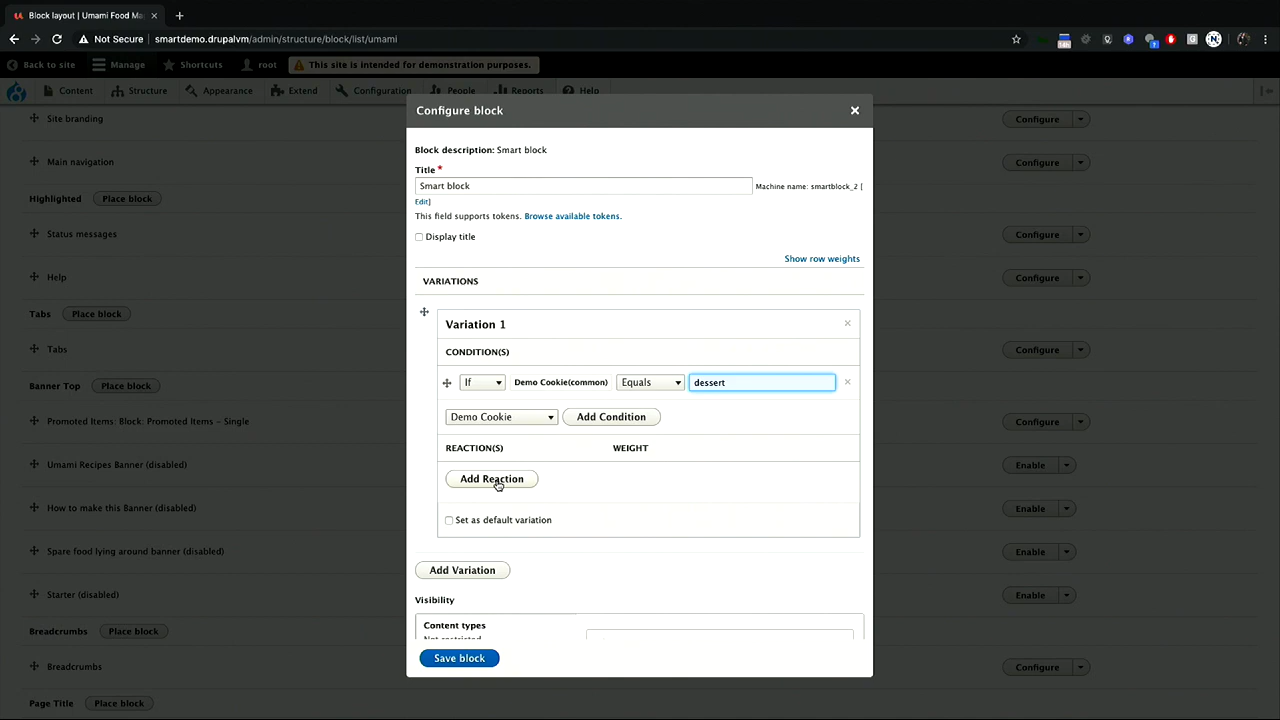 Block layout | Umami Food Ma
Not Secure
smartdemo.drupalvm/admin/structure/block/list/umami
Back to site
Manage
Shortcuts
root
This site is intended for demonstration purposes.
Content
Structure
Appearance
Extend
Configuration
People
Reports
Help
Configure block
Site branding
Configure
Main navigation
Configure
Highlighted
Place block
Status messages
Configure
Help
Configure
Tabs
Place block
Tabs
Configure
Banner Top
Place block
Promoted Items: Block: Promoted Items - Single
Configure
Umami Recipes Banner (disabled)
Enable
How to make this Banner (disabled)
Enable
Spare food lying around banner (disabled)
Enable
Starter (disabled)
Enable
Breadcrumbs
Place block
Breadcrumbs
Configure
Page Title
Place block
Block description: Smart block
Title *
Smart block
Machine name: smartblock_2 [
Edit]
This field supports tokens. Browse available tokens.
Display title
Show row weights
VARIATIONS
Variation 1
CONDITION(S)
If
Demo Cookie(common)
Equals
dessert
Demo Cookie
Add Condition
REACTION(S)
WEIGHT
Add Reaction
Set as default variation
Add Variation
Visibility
Content types
Not restricted
Save block